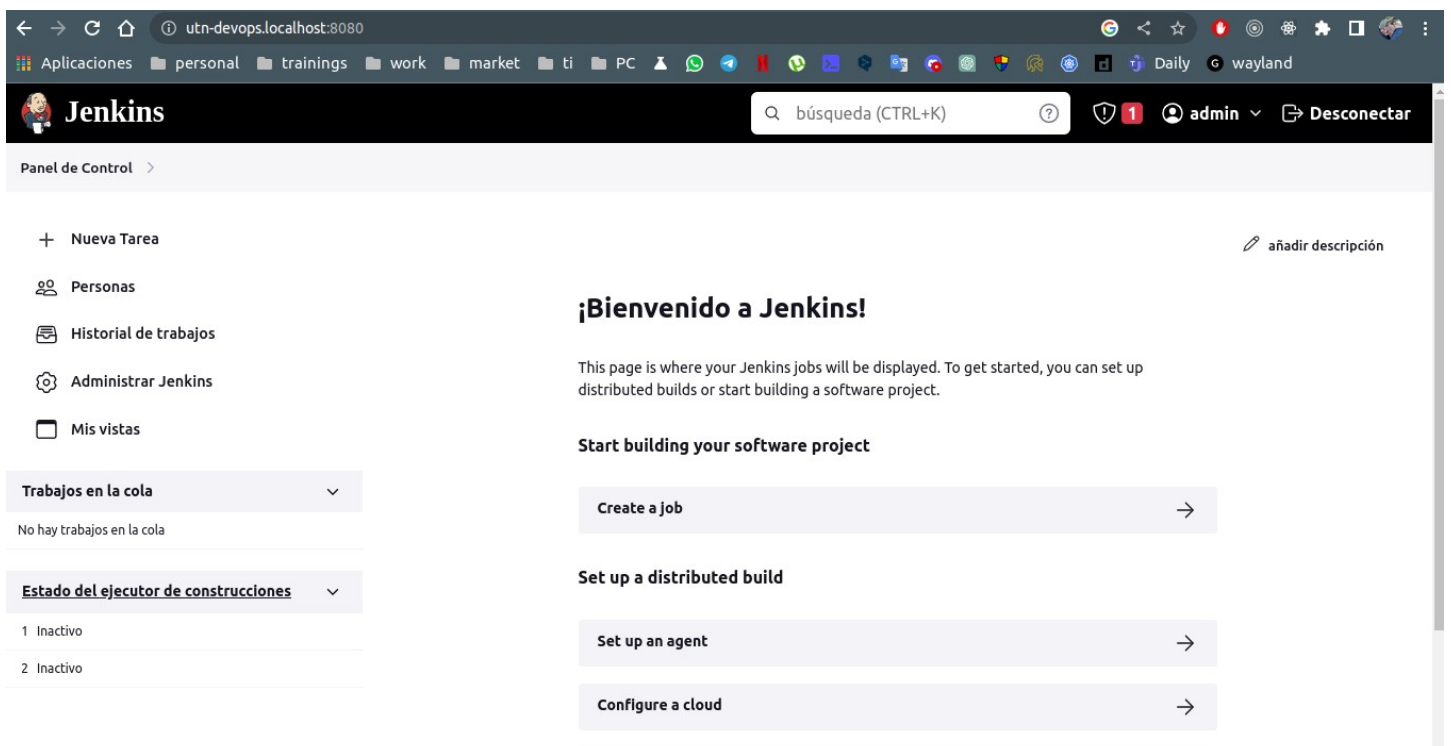 utn-devops.localhost:8080
Aplicaciones personal trainings work market ti PC Daily wayland
Jenkins
búsqueda (CTRL+K)
1
admin
Desconectar
Panel de Control
Nueva Tarea
añadir descripción
Personas
Historial de trabajos
Administrar Jenkins
Mis vistas
Trabajos en la cola
No hay trabajos en la cola
Estado del ejecutor de construcciones
1 Inactivo
2 Inactivo
¡Bienvenido a Jenkins!
This page is where your Jenkins jobs will be displayed. To get started, you can set up
distributed builds or start building a software project.
Start building your software project
Create a job
Set up a distributed build
Set up an agent
Configure a cloud